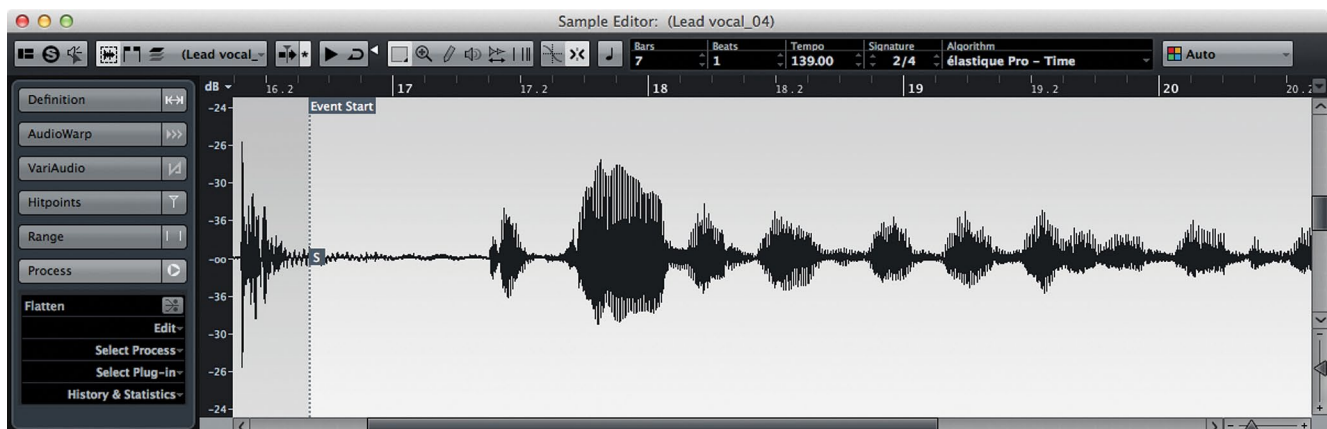 Sample Editor: (Lead vocal_04)
(Lead vocal_
Bars Beats Tempo Signature Algorithm
7 1 139.00 2/4 élastique Pro – Time
Auto
dB 16.2 17 17.2 18 18.2 19 19.2 20 20.2
Definition
AudioWarp
VariAudio
Hitpoints
Range
Process
Flatten
Edit
Select Process
Select Plug-in
History & Statistics
Event Start
S
-24
-26
-30
-36
-oo
-36
-30
-26
-24